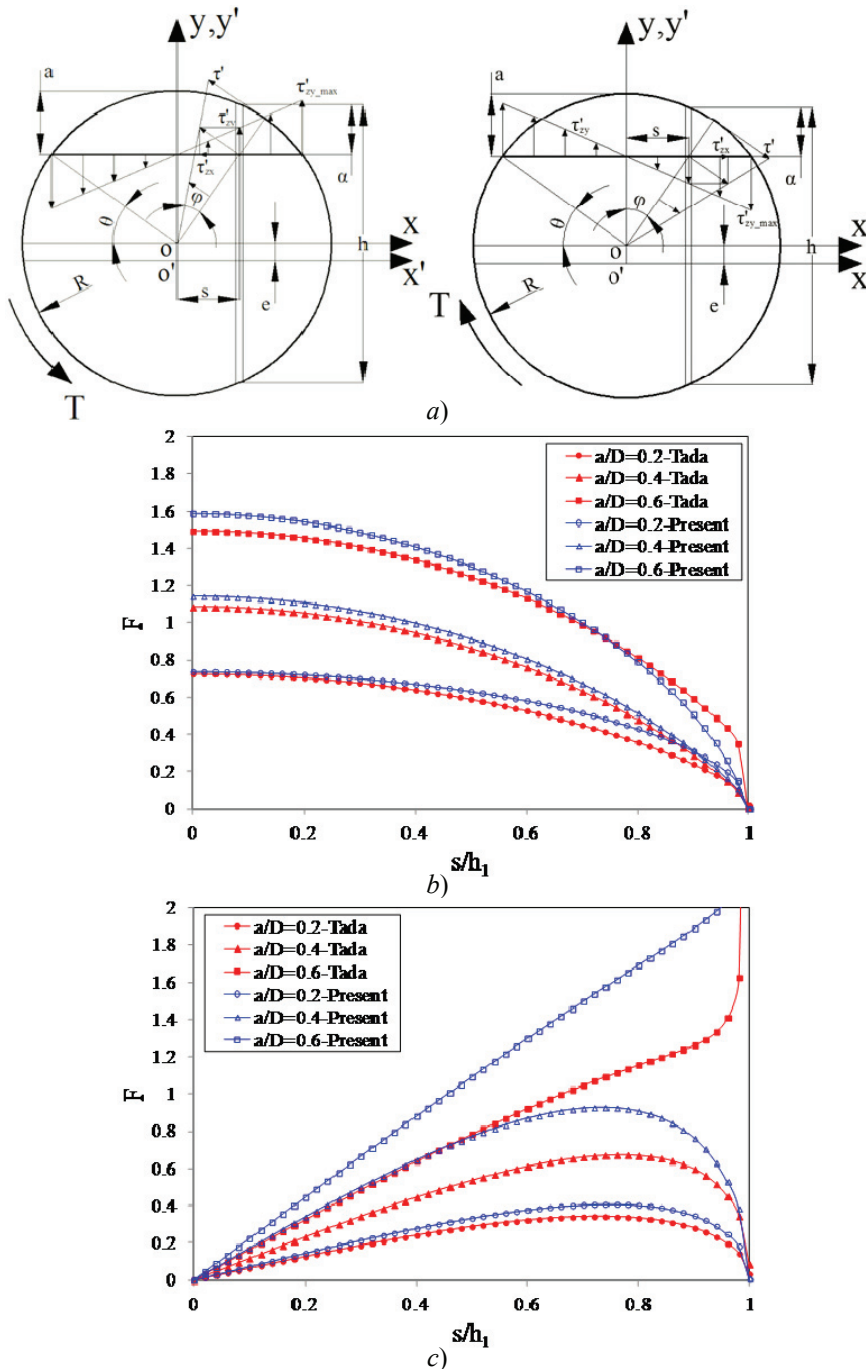 y,y' y,y'
a τ' τ'zy_max a
τ'zy τ'zy s τ'zx τ'
τ'zx α α
θ φ θ φ τ'zy_max
o x o x
o' h x' o' h x
R s e R e
T T
a)
2
1.8
1.6
1.4
1.2
1
0.8
0.6
0.4
0.2
0
F
a/D=0.2-Tada
a/D=0.4-Tada
a/D=0.6-Tada
a/D=0.2-Present
a/D=0.4-Present
a/D=0.6-Present
0 0.2 0.4 0.6 0.8 1
s/h1
b)
2
1.8
1.6
1.4
1.2
1
0.8
0.6
0.4
0.2
0
F
a/D=0.2-Tada
a/D=0.4-Tada
a/D=0.6-Tada
a/D=0.2-Present
a/D=0.4-Present
a/D=0.6-Present
0 0.2 0.4 0.6 0.8 1
s/h1
c)